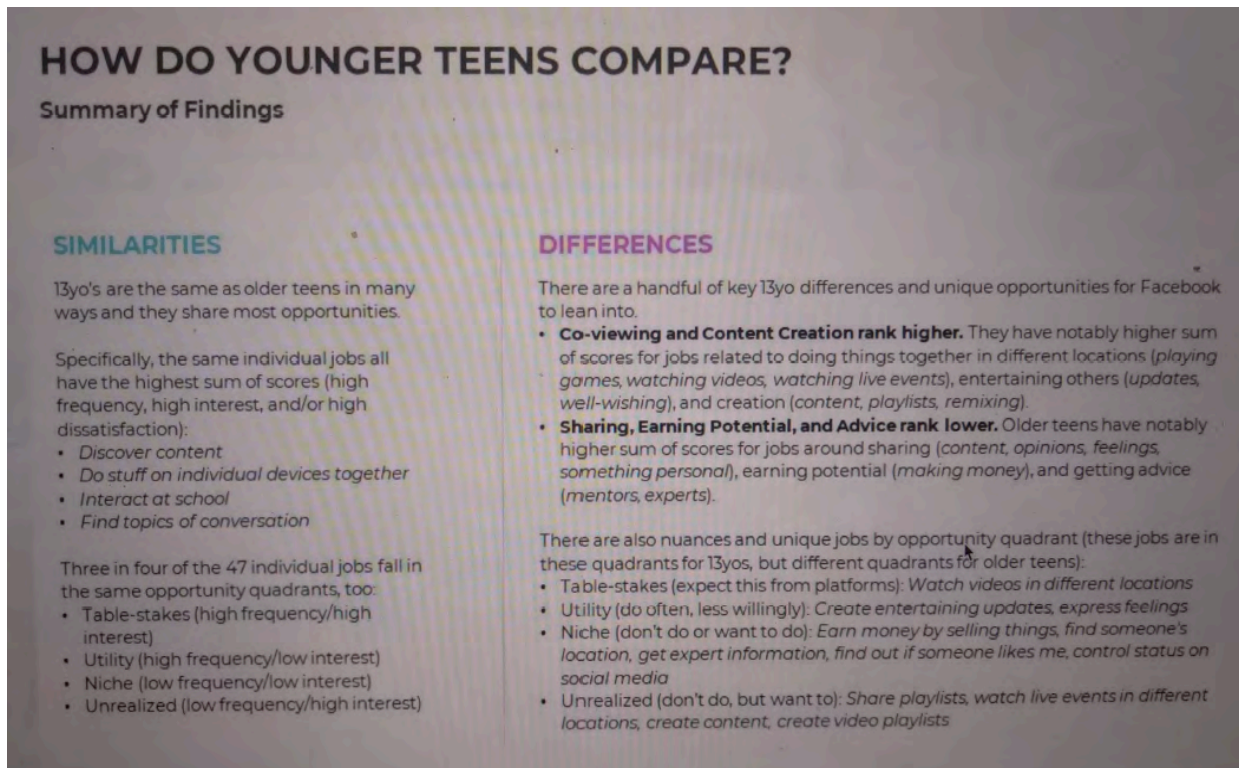 HOW DO YOUNGER TEENS COMPARE?
Summary of Findings
SIMILARITIES
13yo's are the same as older teens in many
ways and they share most opportunities.
Specifically, the same individual jobs all
have the highest sum of scores (high
frequency, high interest, and/or high
dissatisfaction):
• Discover content
• Do stuff on individual devices together
• Interact at school
• Find topics of conversation
Three in four of the 47 individual jobs fall in
the same opportunity quadrants, too:
• Table-stakes (high frequency/high
interest)
• Utility (high frequency/low interest)
• Niche (low frequency/low interest)
• Unrealized (low frequency/high interest)
DIFFERENCES
There are a handful of key 13yo differences and unique opportunities for Facebook
to lean into.
• Co-viewing and Content Creation rank higher. They have notably higher sum
of scores for jobs related to doing things together in different locations (playing
games, watching videos, watching live events), entertaining others (updates,
well-wishing), and creation (content, playlists, remixing).
• Sharing, Earning Potential, and Advice rank lower. Older teens have notably
higher sum of scores for jobs around sharing (content, opinions, feelings,
something personal), earning potential (making money), and getting advice
(mentors, experts).
There are also nuances and unique jobs by opportunity quadrant (these jobs are in
these quadrants for 13yos, but different quadrants for older teens):
• Table-stakes (expect this from platforms): Watch videos in different locations
• Utility (do often, less willingly): Create entertaining updates, express feelings
• Niche (don't do or want to do): Earn money by selling things, find someone's
location, get expert information, find out if someone likes me, control status on
social media
• Unrealized (don't do, but want to): Share playlists, watch live events in different
locations, create content, create video playlists